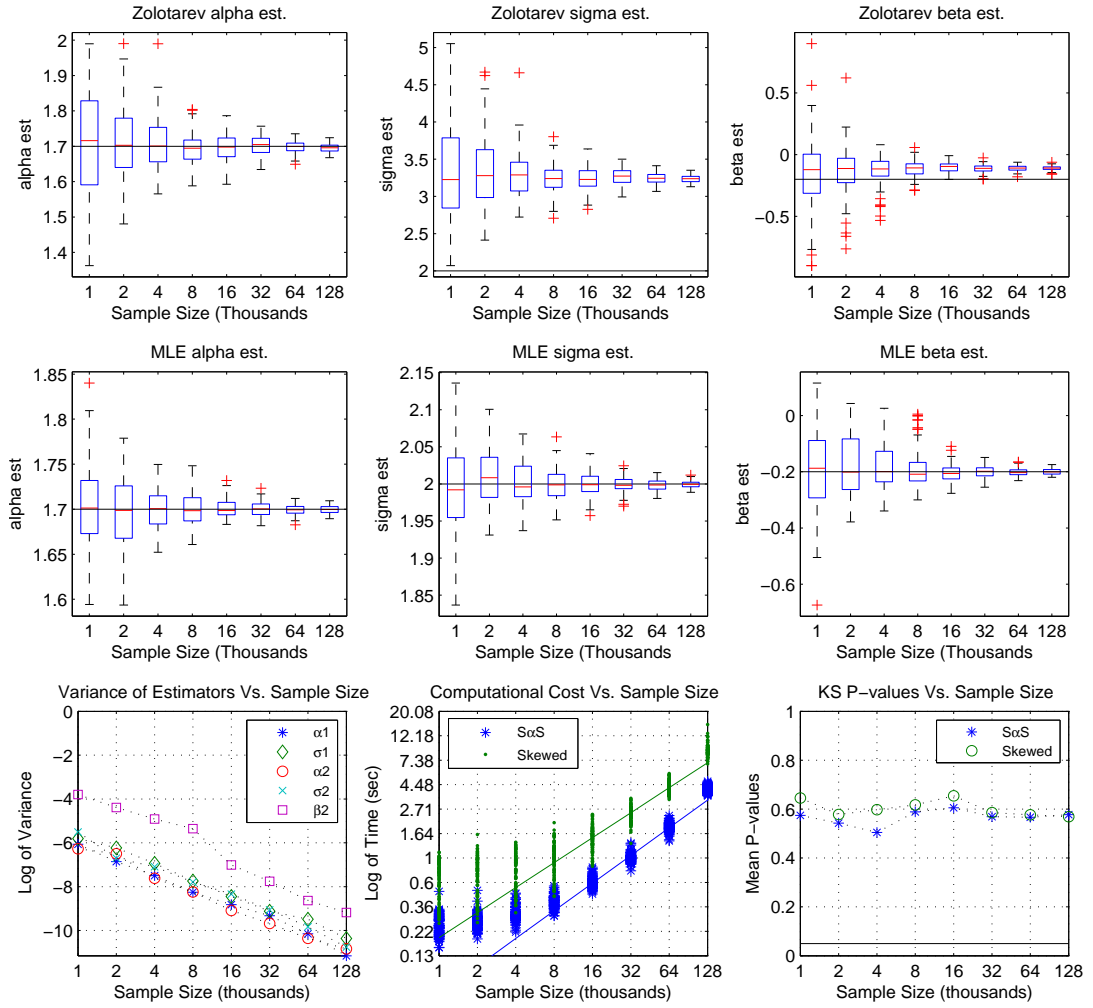 Zolotarev alpha est.
alpha est
2
1.9
1.8
1.7
1.6
1.5
1.4
1 2 4 8 16 32 64 128
Sample Size (Thousands
Zolotarev sigma est.
sigma est
5
4.5
4
3.5
3
2.5
2
1 2 4 8 16 32 64 128
Sample Size (Thousands
Zolotarev beta est.
beta est
0.5
0
−0.5
1 2 4 8 16 32 64 128
Sample Size (Thousands
MLE alpha est.
alpha est
1.85
1.8
1.75
1.7
1.65
1.6
1 2 4 8 16 32 64 128
Sample Size (Thousands
MLE sigma est.
sigma est
2.15
2.1
2.05
2
1.95
1.9
1.85
1 2 4 8 16 32 64 128
Sample Size (Thousands
MLE beta est.
beta est
0
−0.2
−0.4
−0.6
1 2 4 8 16 32 64 128
Sample Size (Thousands
Variance of Estimators Vs. Sample Size
Log of Variance
0
−2
−4
−6
−8
−10
α1
σ1
α2
σ2
β2
1 2 4 8 16 32 64 128
Sample Size (thousands)
Computational Cost Vs. Sample Size
Log of Time (sec)
20.08
12.18
7.38
4.48
2.71
1.64
1
0.6
0.36
0.22
0.13
SαS
Skewed
1 2 4 8 16 32 64 128
Sample Size (thousands)
KS P−values Vs. Sample Size
Mean P−values
1
0.8
0.6
0.4
0.2
0
SαS
Skewed
1 2 4 8 16 32 64 128
Sample Size (thousands)